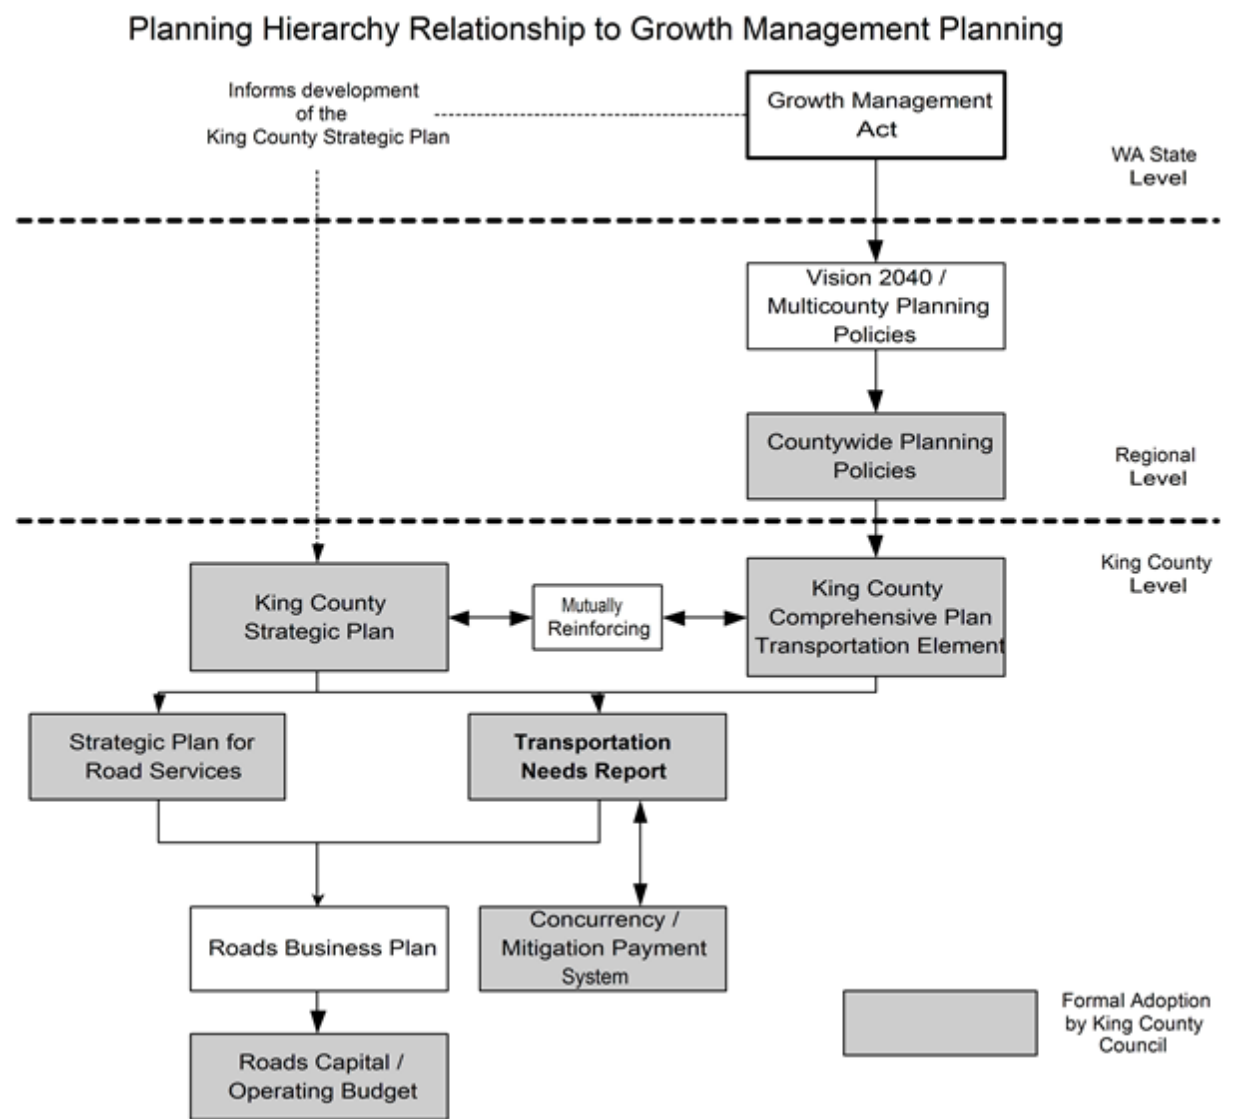 Planning Hierarchy Relationship to Growth Management Planning
Informs development
of the
King County Strategic Plan
Growth Management
Act
WA State
Level
Vision 2040 /
Multicounty Planning
Policies
Countywide Planning
Policies
Regional
Level
King County
Level
King County
Strategic Plan
Mutually
Reinforcing
King County
Comprehensive Plan
Transportation Element
Strategic Plan for
Road Services
Transportation
Needs Report
Roads Business Plan
Concurrency /
Mitigation Payment
System
Formal Adoption
by King County
Council
Roads Capital /
Operating Budget